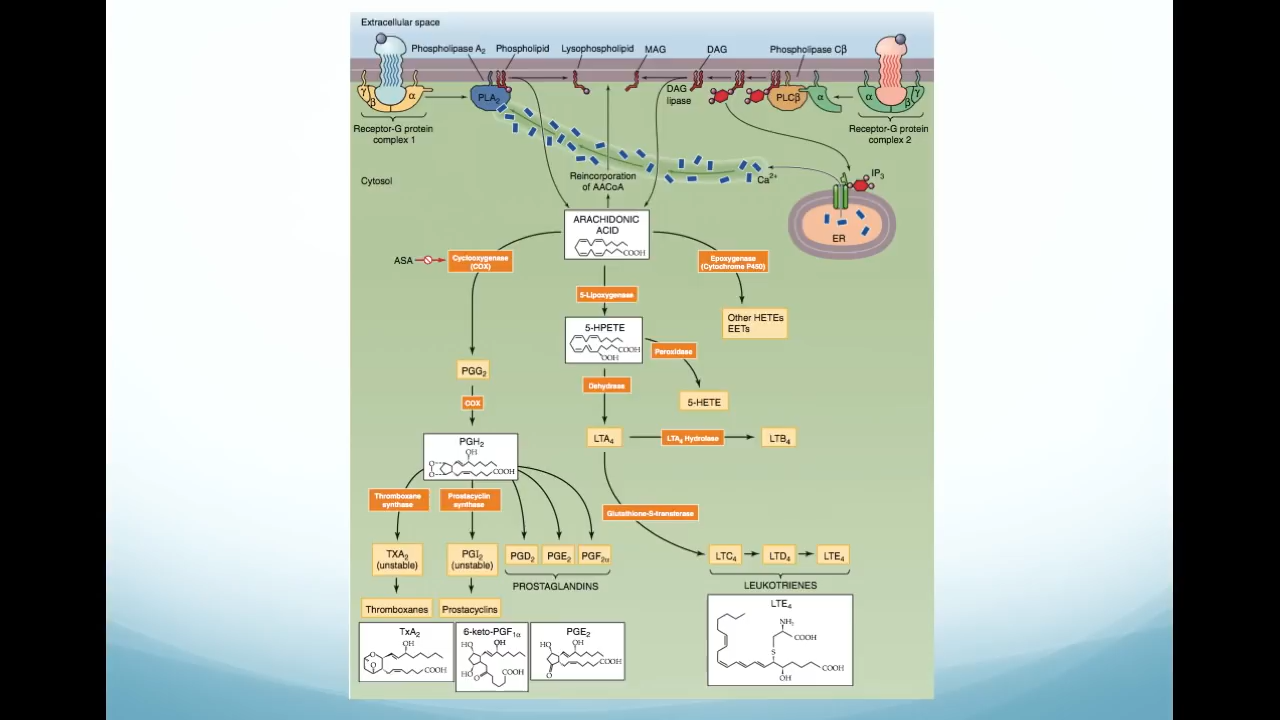 Extracellular space
Phospholipase A2
Phospholipid
Lysophospholipid
MAG
DAG
Phospholipase Cβ
γ
β
α
PLA2
DAG
lipase
PLCβ
α
α
β
γ
Receptor-G protein
complex 1
Receptor-G protein
complex 2
Cytosol
Reincorporation
of AACoA
Ca2+
IP3
ER
ARACHIDONIC
ACID
COOH
ASA
Cyclooxygenase
(COX)
Epoxygenase
(Cytochrome P450)
5-Lipoxygenase
Other HETEs
EETs
5-HPETE
COOH
OOH
Peroxidase
PGG2
Dehydrase
COX
5-HETE
LTA4
LTA4 Hydrolase
LTB4
PGH2
OH
O
O
COOH
Thromboxane
synthase
Prostacyclin
synthase
Glutathione-S-transferase
TXA2
(unstable)
PGI2
(unstable)
PGD2
PGE2
PGF2α
LTC4
LTD4
LTE4
PROSTAGLANDINS
LEUKOTRIENES
Thromboxanes
Prostacyclins
TxA2
OH
O
O
COOH
6-keto-PGF1α
HO
OH
HO
O
COOH
PGE2
HO
OH
O
COOH
LTE4
NH2
COOH
S
COOH
OH